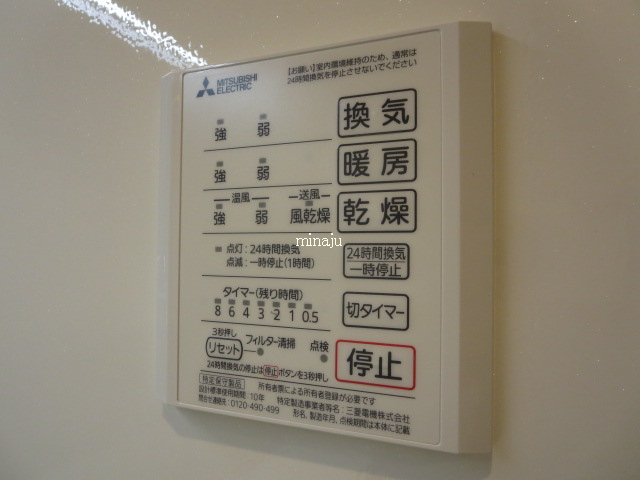 MITSUBISHI
ELECTRIC
【お願い】室内環境維持のため、通常は
24時間換気を停止させないでください
強 弱 換気
強 弱 暖房
温風 送風
強 弱 風乾燥 乾燥
点灯:24時間換気
点滅:一時停止(1時間)
24時間換気
一時停止
タイマー(残り時間)
8 6 4 3 2 1 0.5
切タイマー
3秒押し
リセット フィルター清掃 点検
停止
24時間換気の停止は停止ボタンを3秒押し
特定保守製品 所有者票による所有者登録が必要です
設計標準使用期間:10年 特定製造事業者等名:三菱電機株式会社
問合せ連絡先:0120-490-499 形名、製造年月、点検期間は本体に記載
minaju